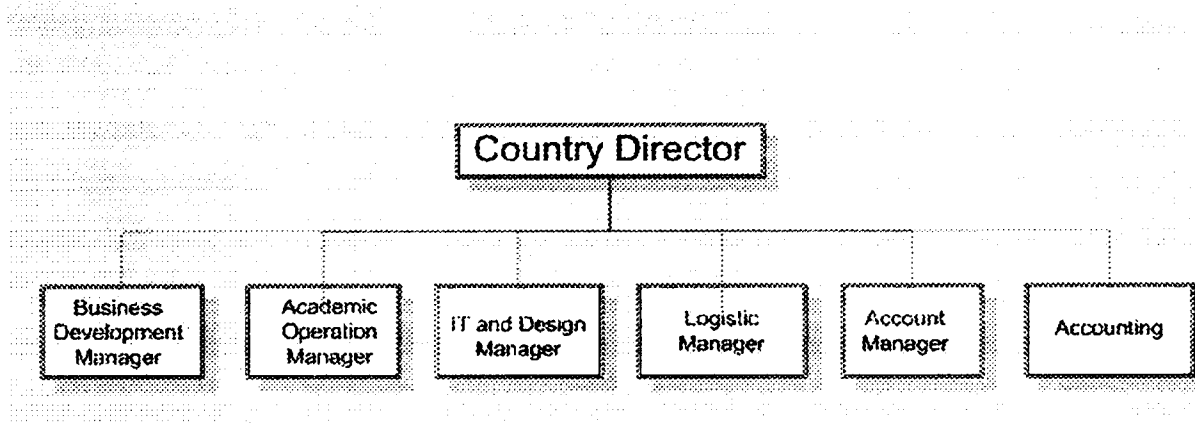 Country Director
Business
Development
Manager
Academic
Operation
Manager
IT and Design
Manager
Logistic
Manager
Account
Manager
Accounting